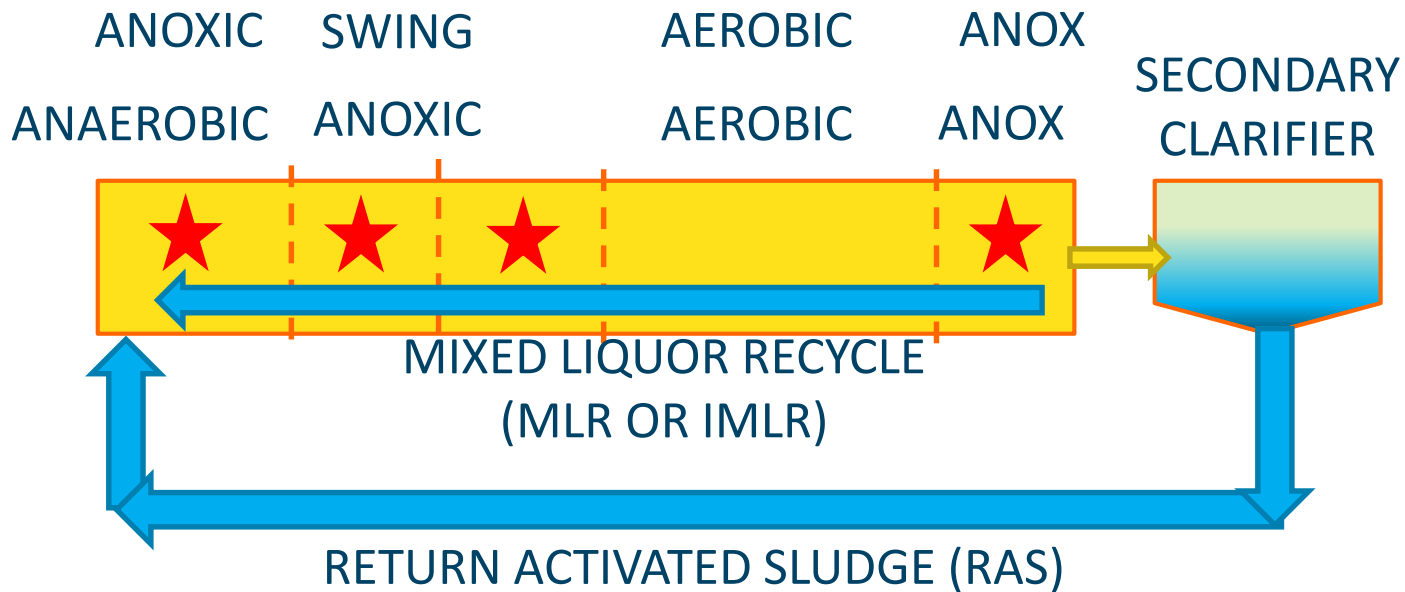 ANOXIC SWING AEROBIC ANOX
SECONDARY
CLARIFIER
ANAEROBIC ANOXIC AEROBIC ANOX
MIXED LIQUOR RECYCLE
(MLR OR IMLR)
RETURN ACTIVATED SLUDGE (RAS)